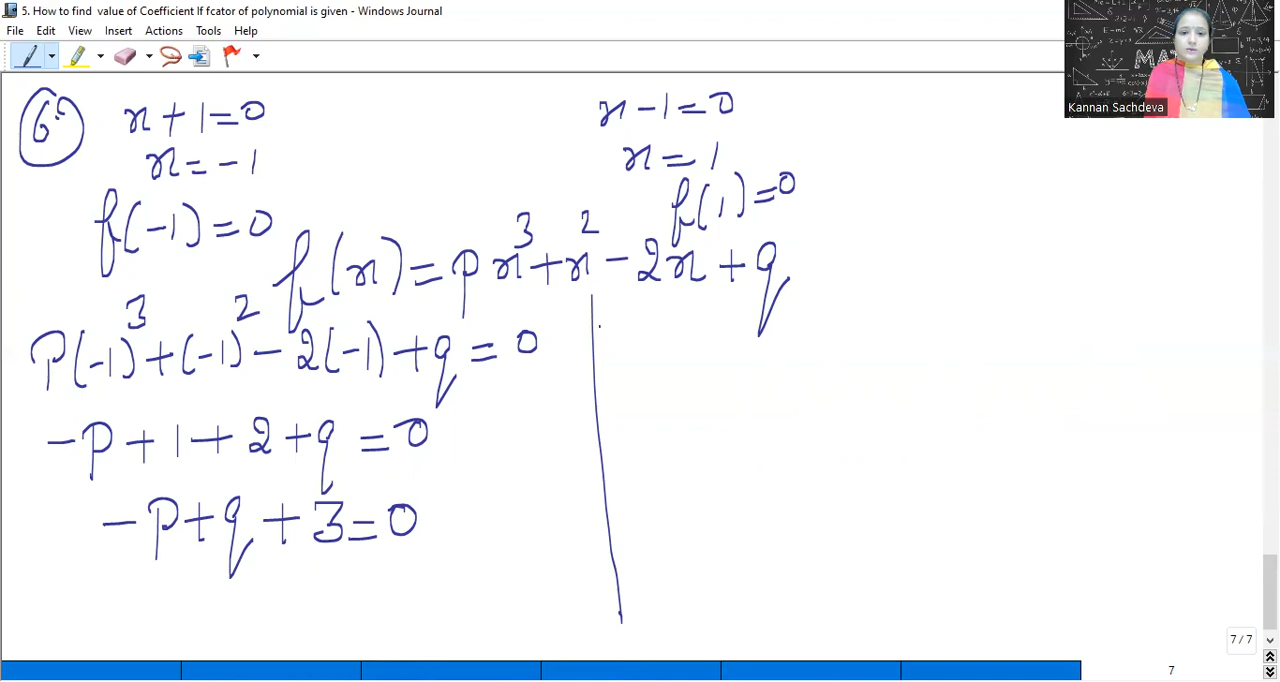 5. How to find value of Coefficient If fcator of polynomial is given - Windows Journal
File Edit View Insert Actions Tools Help
Kannan Sachdeva
6.
x + 1 = 0
x = -1
f(-1) = 0
x - 1 = 0
x = 1
f(1) = 0
f(x) = px³ + x² - 2x + q
P(-1)³ + (-1)² - 2(-1) + q = 0
-P + 1 + 2 + q = 0
-P + q + 3 = 0
7 / 7
7